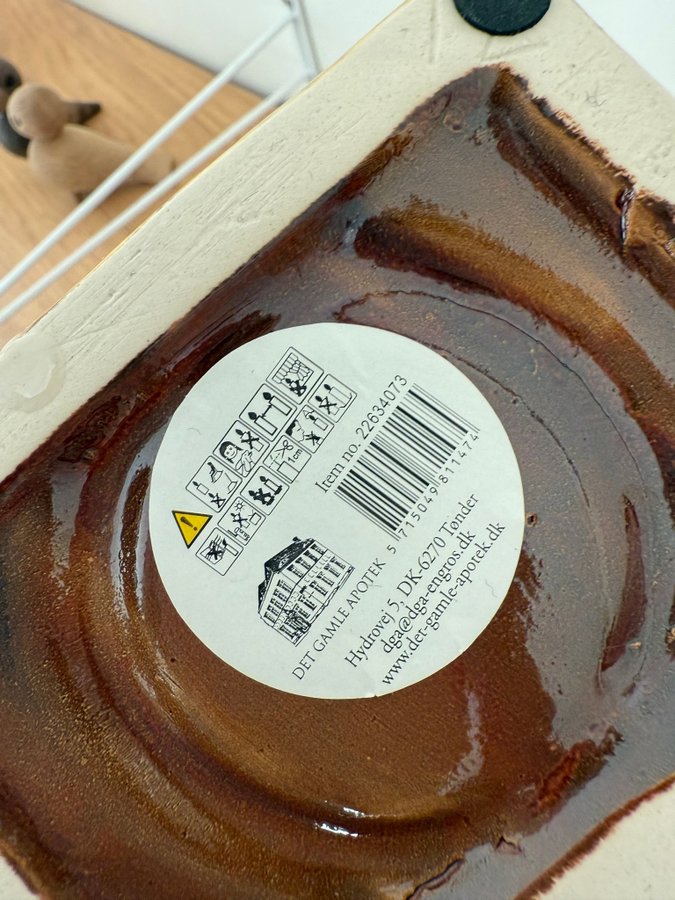 Item no. 22634073
5 715049 811474
DET GAMLE APOTEK
Hydrovej 5, DK-6270 Tønder
dga@dga-engros.dk
www.det-gamle-apotek.dk